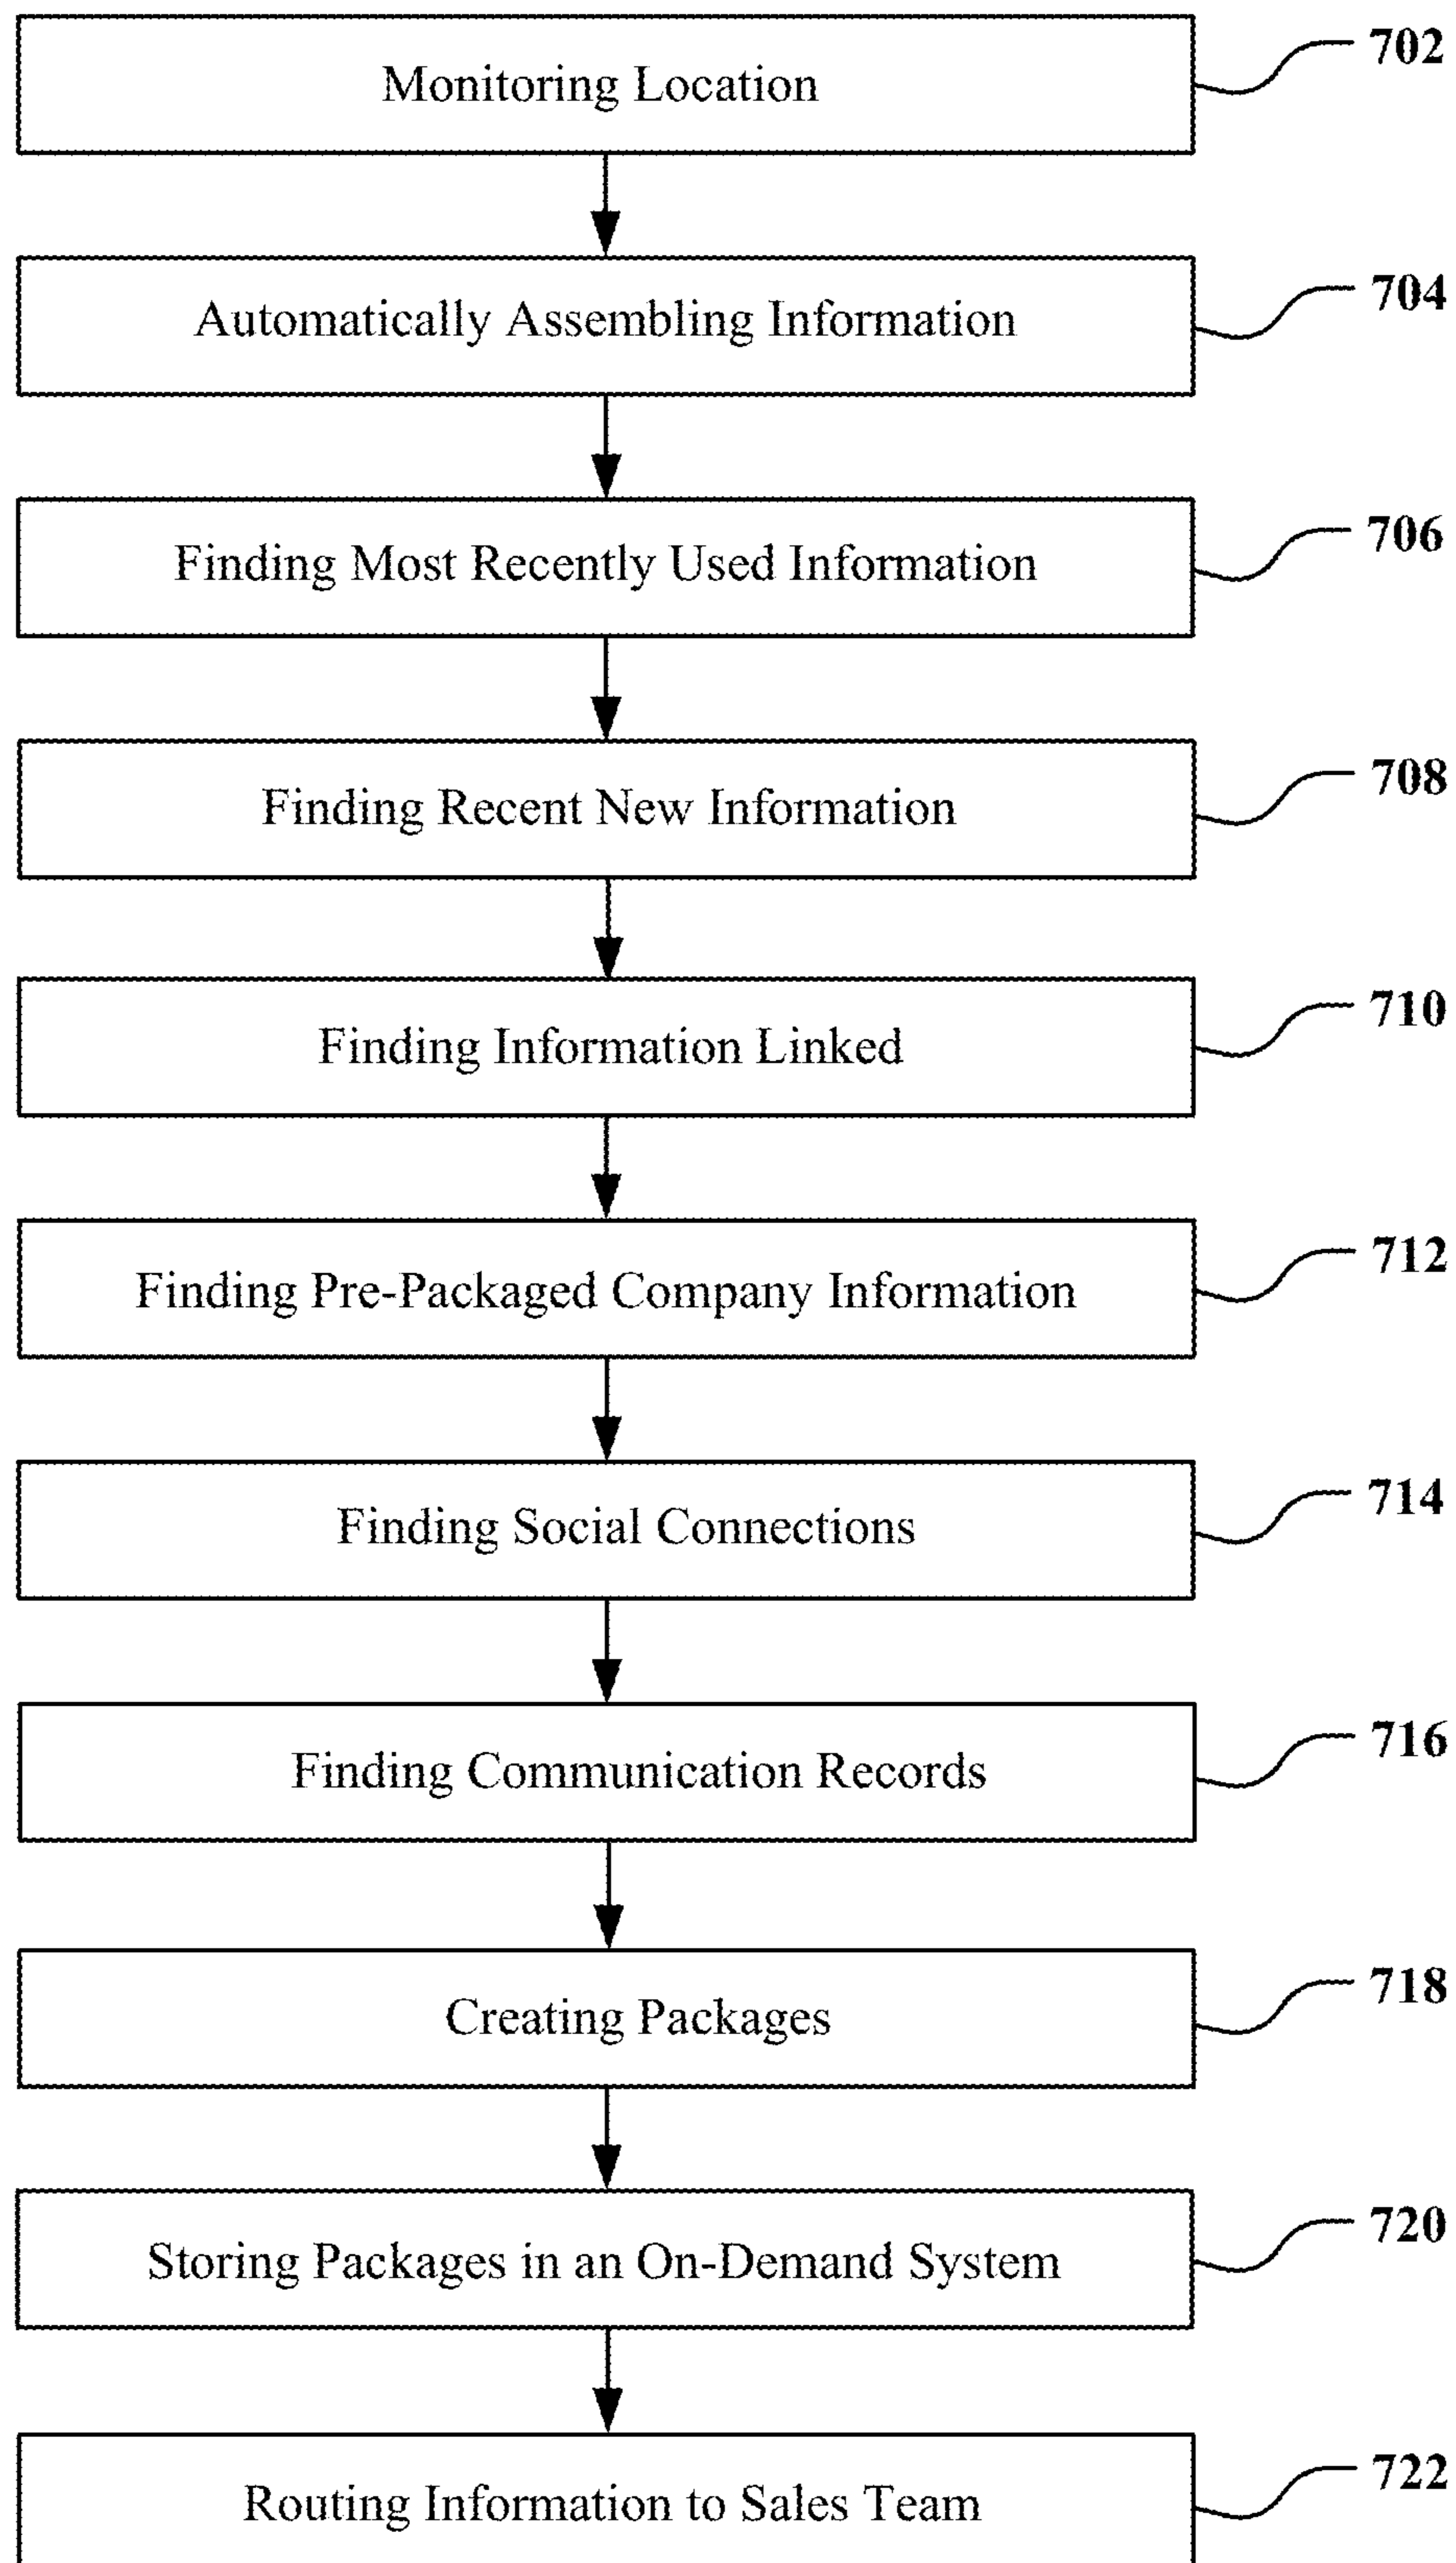 Monitoring Location 702
Automatically Assembling Information 704
Finding Most Recently Used Information 706
Finding Recent New Information 708
Finding Information Linked 710
Finding Pre-Packaged Company Information 712
Finding Social Connections 714
Finding Communication Records 716
Creating Packages 718
Storing Packages in an On-Demand System 720
Routing Information to Sales Team 722